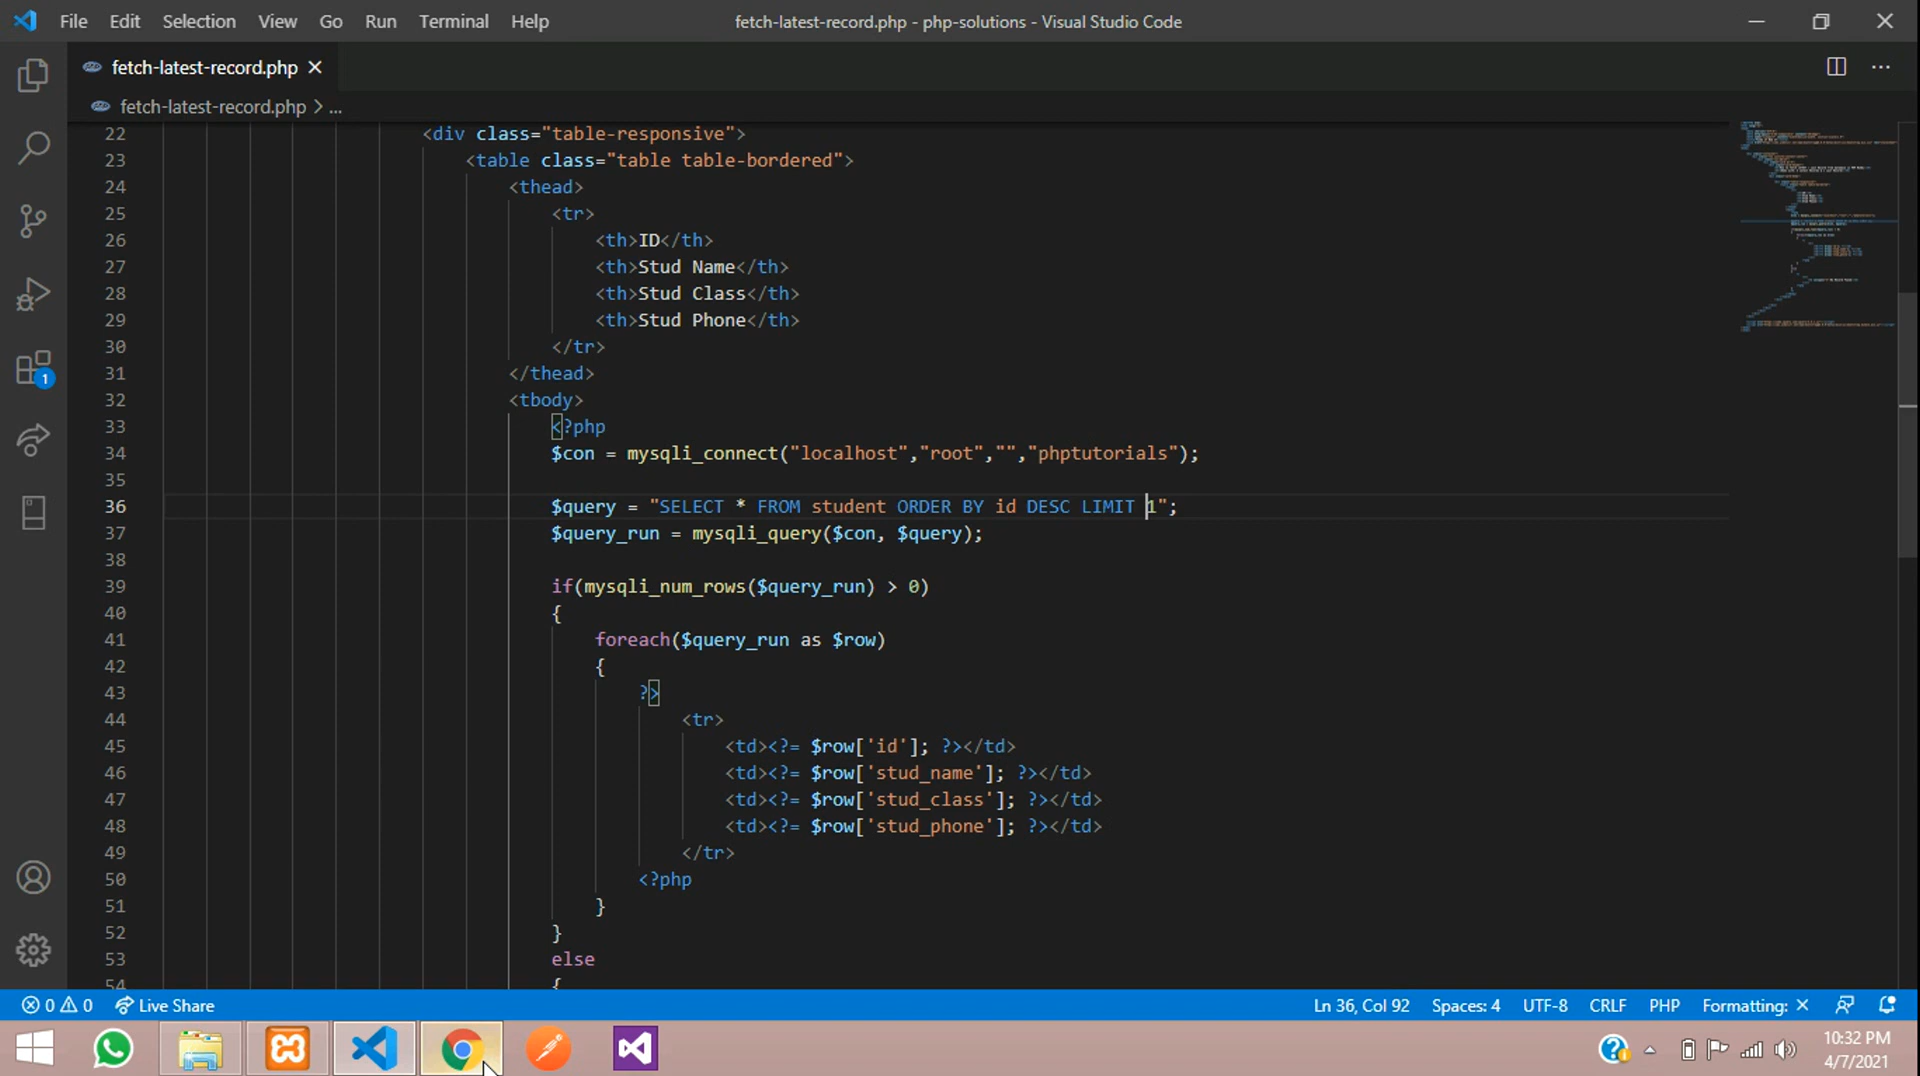 File Edit Selection View Go Run Terminal Help
fetch-latest-record.php - php-solutions - Visual Studio Code
fetch-latest-record.php
fetch-latest-record.php > ...
22 <div class="table-responsive">
23 <table class="table table-bordered">
24 <thead>
25 <tr>
26 <th>ID</th>
27 <th>Stud Name</th>
28 <th>Stud Class</th>
29 <th>Stud Phone</th>
30 </tr>
31 </thead>
32 <tbody>
33 <?php
34 $con = mysqli_connect("localhost","root","","phptutorials");
35
36 $query = "SELECT * FROM student ORDER BY id DESC LIMIT 1";
37 $query_run = mysqli_query($con, $query);
38
39 if(mysqli_num_rows($query_run) > 0)
40 {
41 foreach($query_run as $row)
42 {
43 ?>
44 <tr>
45 <td><?= $row['id']; ?></td>
46 <td><?= $row['stud_name']; ?></td>
47 <td><?= $row['stud_class']; ?></td>
48 <td><?= $row['stud_phone']; ?></td>
49 </tr>
50 <?php
51 }
52 }
53 else
54 {
1
0 0 Live Share
Ln 36, Col 92 Spaces: 4 UTF-8 CRLF PHP Formatting: ×
10:32 PM
4/7/2021